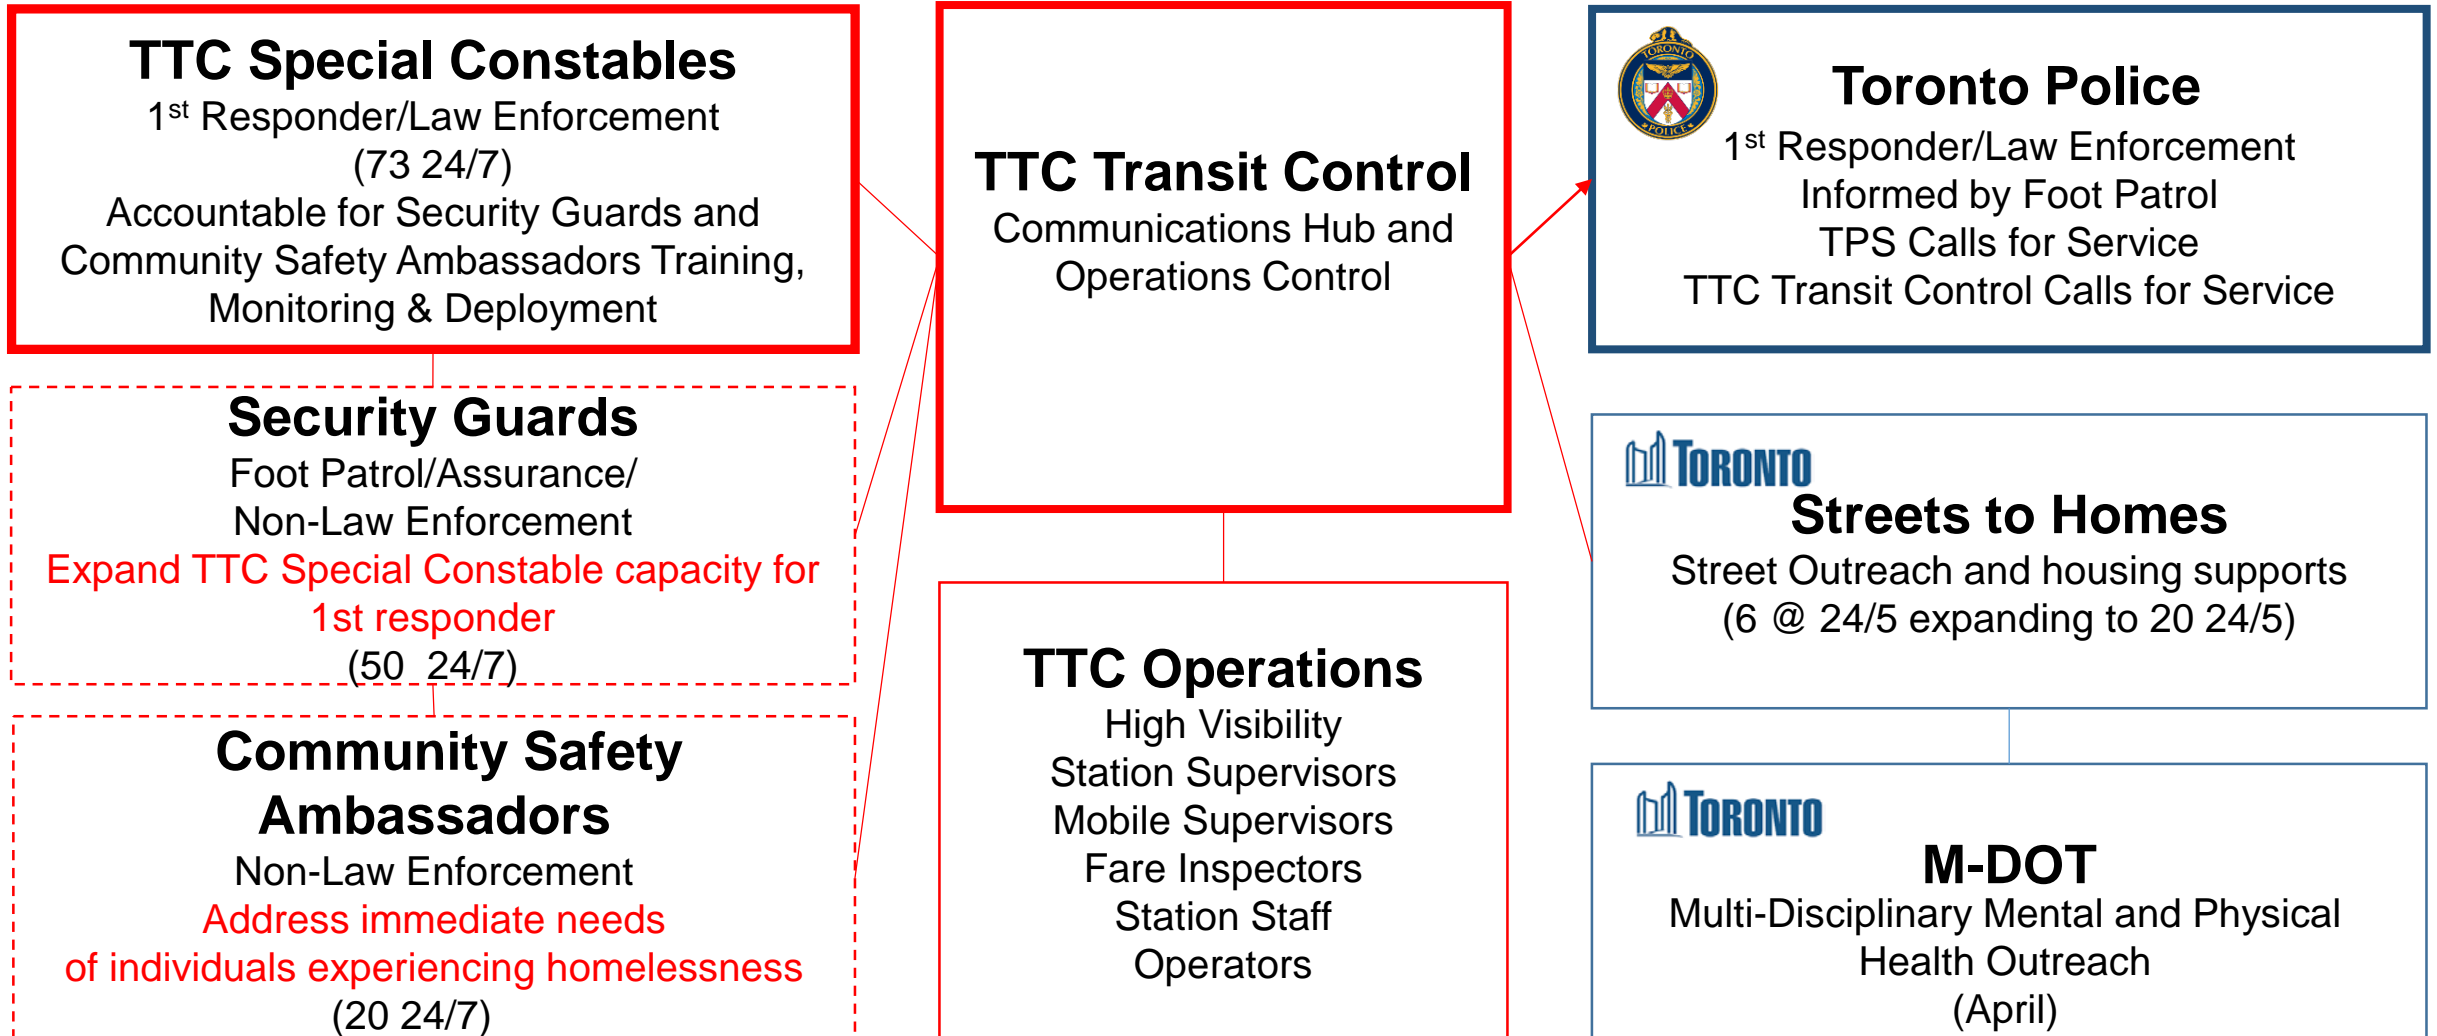 TTC Special Constables
1st Responder/Law Enforcement
(73 24/7)
Accountable for Security Guards and
Community Safety Ambassadors Training,
Monitoring & Deployment
Security Guards
Foot Patrol/Assurance/
Non-Law Enforcement
Expand TTC Special Constable capacity for
1st responder
(50 24/7)
Community Safety
Ambassadors
Non-Law Enforcement
Address immediate needs
of individuals experiencing homelessness
(20 24/7)
TTC Transit Control
Communications Hub and
Operations Control
TTC Operations
High Visibility
Station Supervisors
Mobile Supervisors
Fare Inspectors
Station Staff
Operators
TORONTO
POLICE
Toronto Police
1st Responder/Law Enforcement
Informed by Foot Patrol
TPS Calls for Service
TTC Transit Control Calls for Service
TORONTO
Streets to Homes
Street Outreach and housing supports
(6 @ 24/5 expanding to 20 24/5)
TORONTO
M-DOT
Multi-Disciplinary Mental and Physical
Health Outreach
(April)